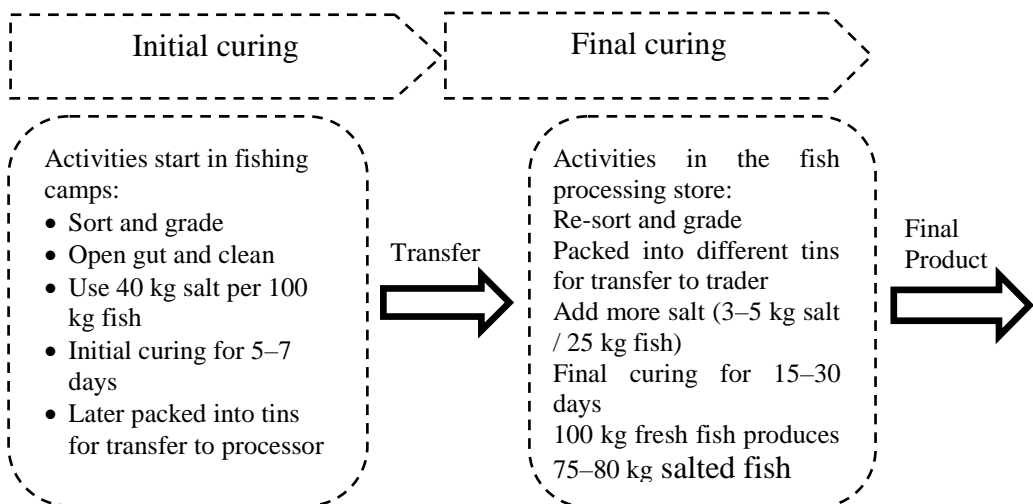 Initial curing
Final curing
Activities start in fishing
camps:
• Sort and grade
• Open gut and clean
• Use 40 kg salt per 100
kg fish
• Initial curing for 5–7
days
• Later packed into tins
for transfer to processor
Transfer
Activities in the fish
processing store:
Re-sort and grade
Packed into different tins
for transfer to trader
Add more salt (3–5 kg salt
/ 25 kg fish)
Final curing for 15–30
days
100 kg fresh fish produces
75–80 kg salted fish
Final
Product